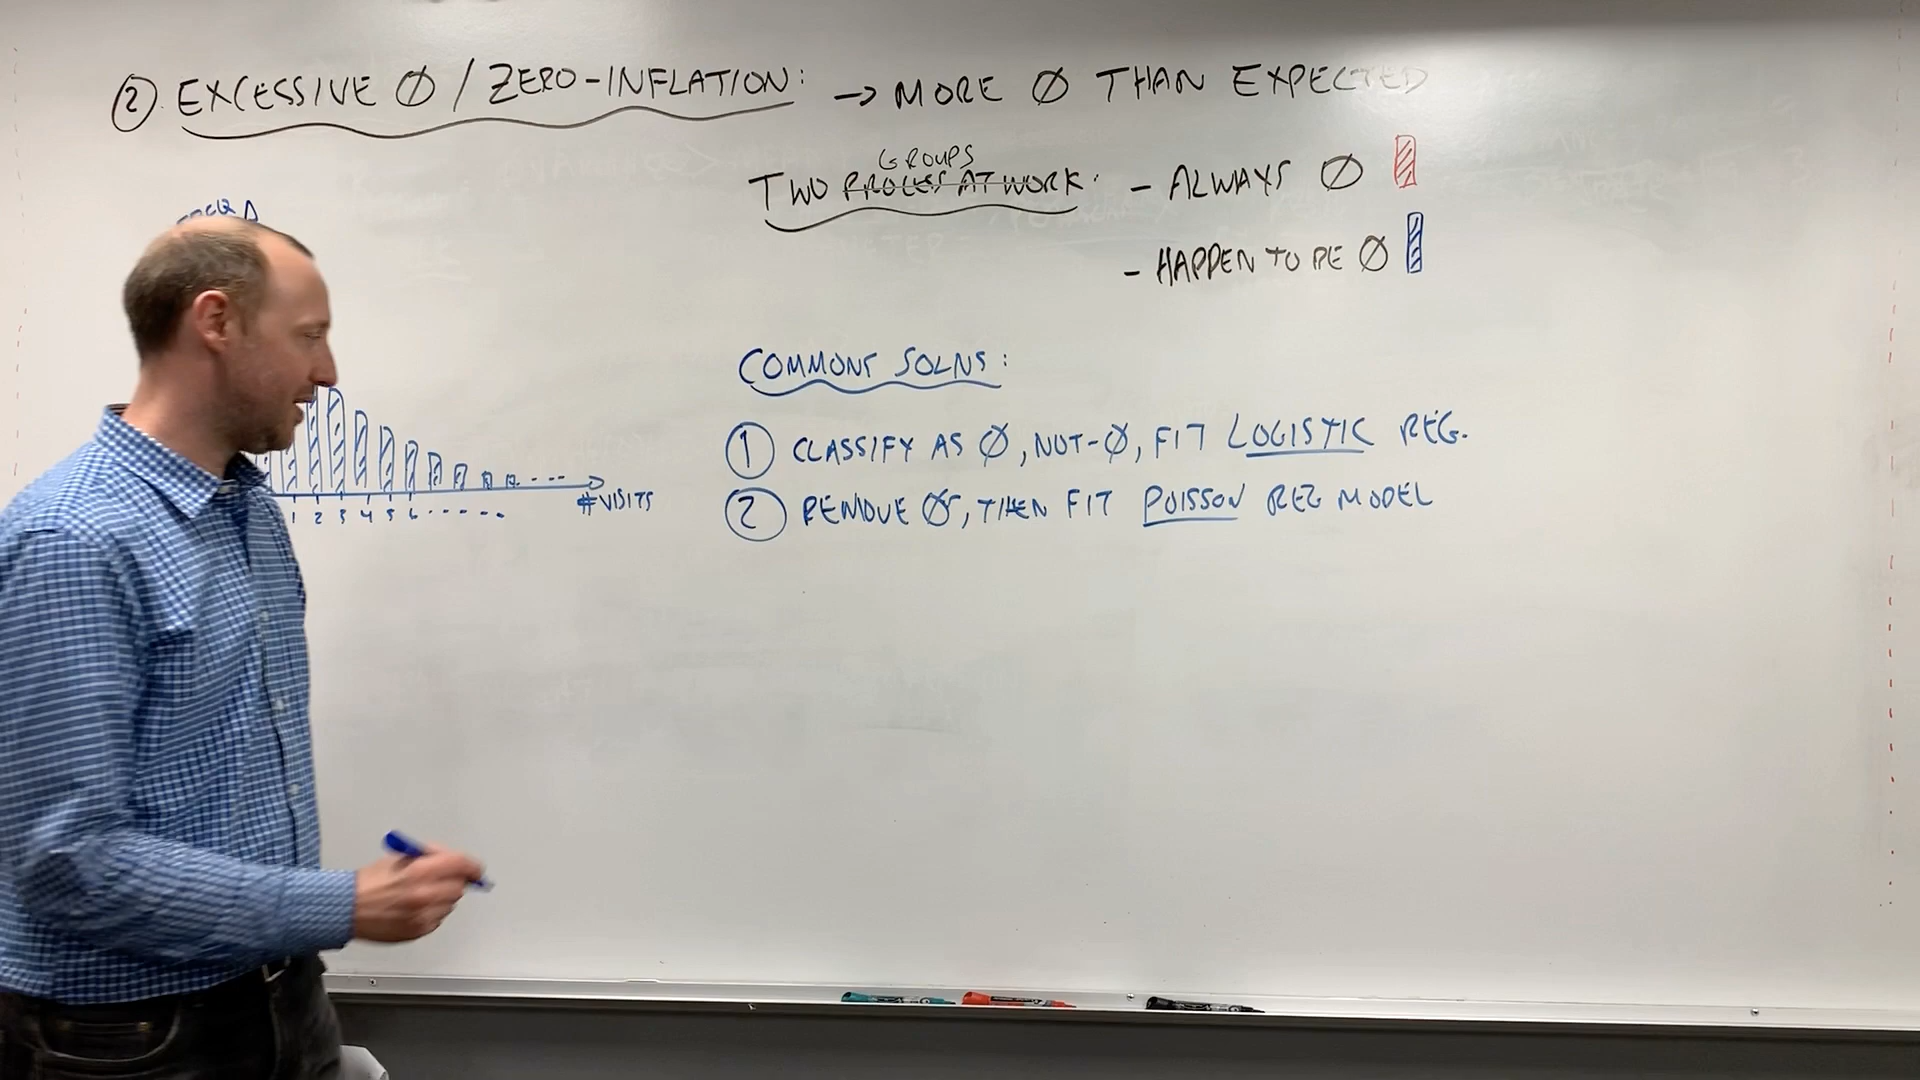 ② EXCESSIVE Ø / ZERO-INFLATION: → MORE Ø THAN EXPECTED
GROUPS
TWO PROCESS AT WORK: - ALWAYS Ø
- HAPPEN TO BE Ø
COMMON SOLNS:
① CLASSIFY AS Ø, NOT-Ø, FIT LOGISTIC REG.
② REMOVE Ø'S, THEN FIT POISSON REG MODEL
# VISITS
1 2 3 4 5 6 ......